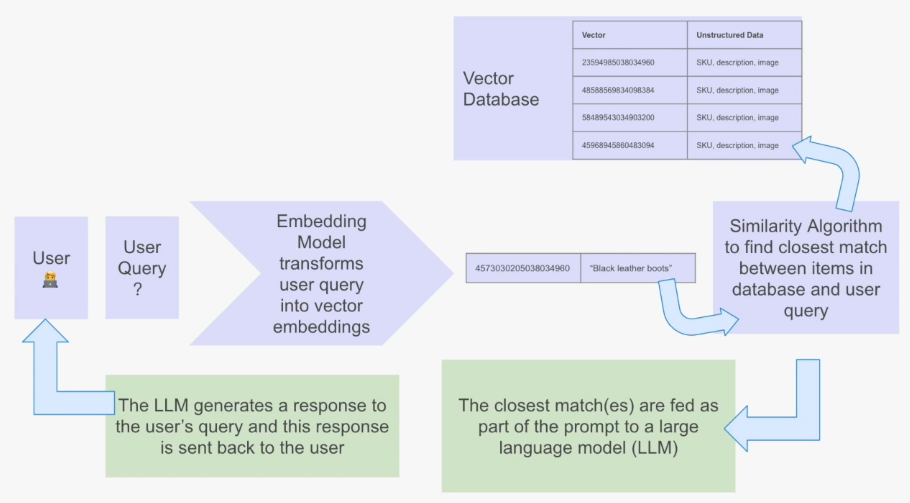 Vector Database
Vector Unstructured Data
23594985038034960 SKU, description, image
48588569834098384 SKU, description, image
58489543034903200 SKU, description, image
45968945860483094 SKU, description, image
User
User
Query
?
Embedding
Model
transforms
user query
into vector
embeddings
4573030205038034960 “Black leather boots”
Similarity Algorithm
to find closest match
between items in
database and user
query
The closest match(es) are fed as
part of the prompt to a large
language model (LLM)
The LLM generates a response to
the user’s query and this response
is sent back to the user